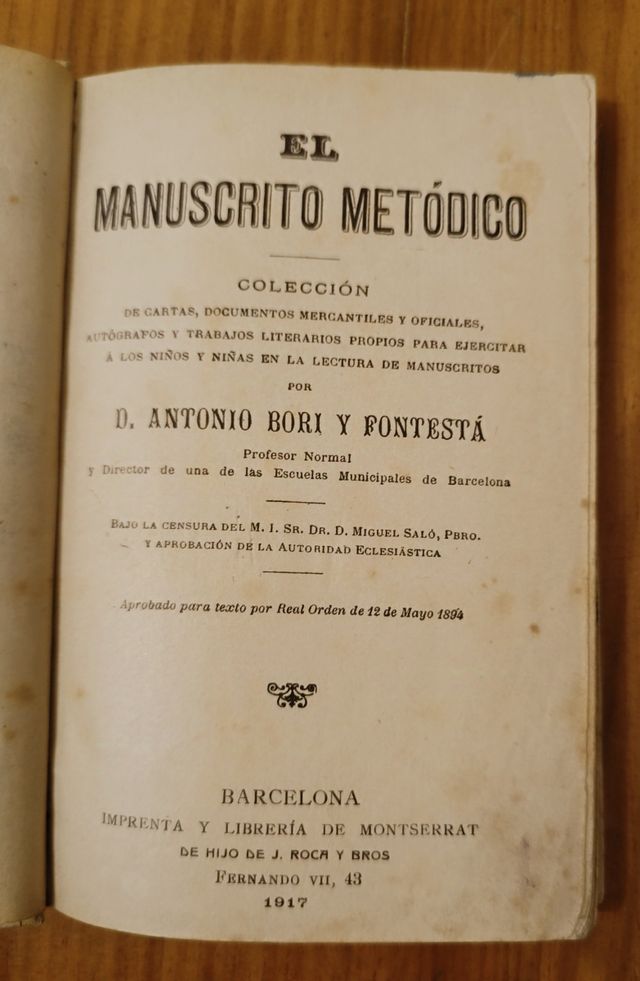 EL
MANUSCRITO METÓDICO
COLECCIÓN
DE CARTAS, DOCUMENTOS MERCANTILES Y OFICIALES,
AUTÓGRAFOS Y TRABAJOS LITERARIOS PROPIOS PARA EJERCITAR
Á LOS NIÑOS Y NIÑAS EN LA LECTURA DE MANUSCRITOS
POR
D. ANTONIO BORI Y FONTESTÁ
Profesor Normal
y Director de una de las Escuelas Municipales de Barcelona
BAJO LA CENSURA DEL M. I. SR. DR. D. MIGUEL SALÓ, PBRO.
Y APROBACIÓN DE LA AUTORIDAD ECLESIÁSTICA
Aprobado para texto por Real Orden de 12 de Mayo 1894
BARCELONA
IMPRENTA Y LIBRERÍA DE MONTSERRAT
DE HIJO DE J. ROCA Y BROS
FERNANDO VII, 43
1917